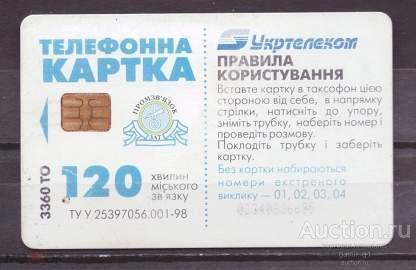 ТЕЛЕФОННА
КАРТКА
ПРОМЗВ'ЯЗОК
ЗАТ
3360 ТО
120
ХВИЛИН
МІСЬКОГО
ЗВ'ЯЗКУ
ТУ У 25397056.001-98
Укртелеком
ПРАВИЛА
КОРИСТУВАННЯ
Вставте картку в таксофон цією
стороною від себе, в напрямку
стрілки, натисніть до упору,
зніміть трубку, наберіть номер і
проведіть розмову.
Покладіть трубку і заберіть
картку.
Без картки набираються
номери екстреного
виклику — 01, 02, 03, 04
Auction.ru